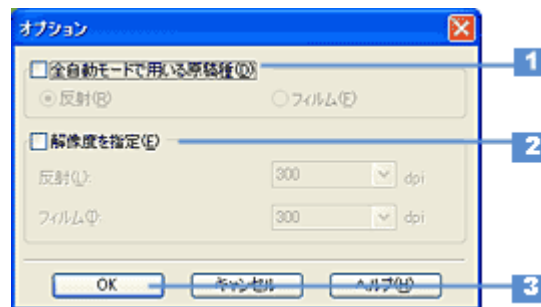 オプション
全自動モードで用いる原稿種(D)
1
反射(R)
フィルム(F)
解像度を指定(E)
2
反射(L):
300
dpi
フィルム(I):
300
dpi
OK
キャンセル
ヘルプ(H)
3